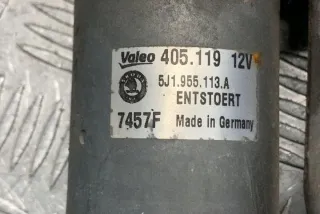 Valeo 405.119 12V
5J1.955.113.A
ENTSTOERT
7457F Made in Germany